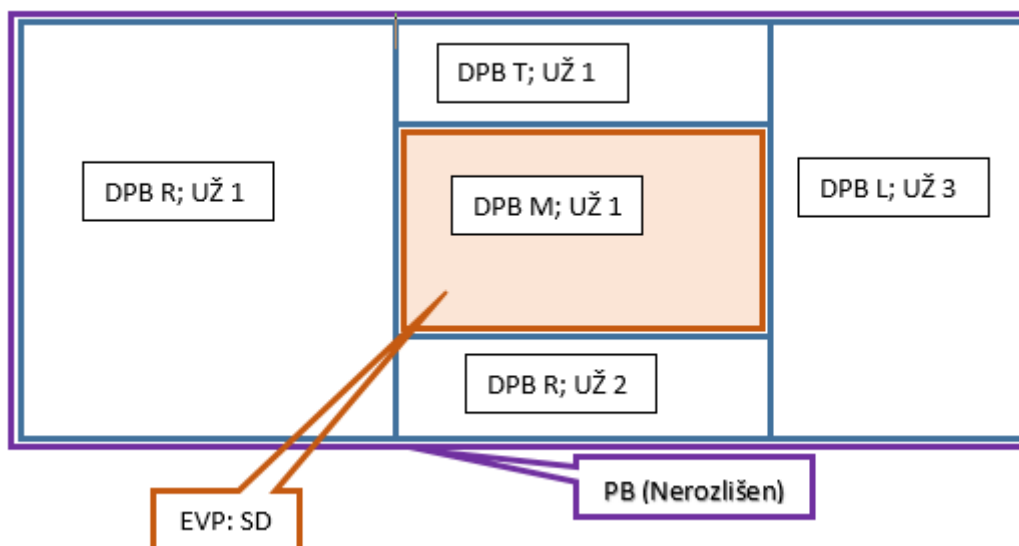 DPB T; UŽ 1
DPB R; UŽ 1
DPB M; UŽ 1
DPB L; UŽ 3
DPB R; UŽ 2
PB (Nerozlišen)
EVP: SD